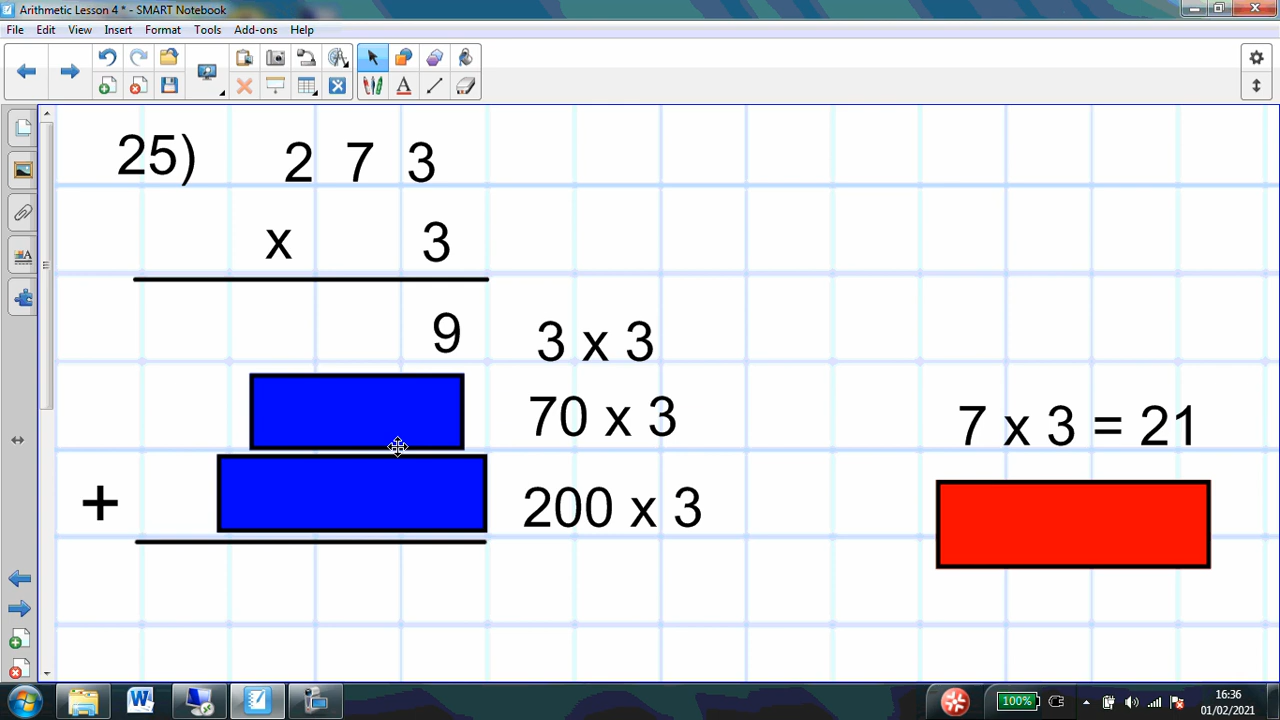 Arithmetic Lesson 4 * - SMART Notebook
File Edit View Insert Format Tools Add-ons Help
25) 2 7 3
x 3
9 3 x 3
70 x 3
7 x 3 = 21
+ 200 x 3
100%
16:36
01/02/2021